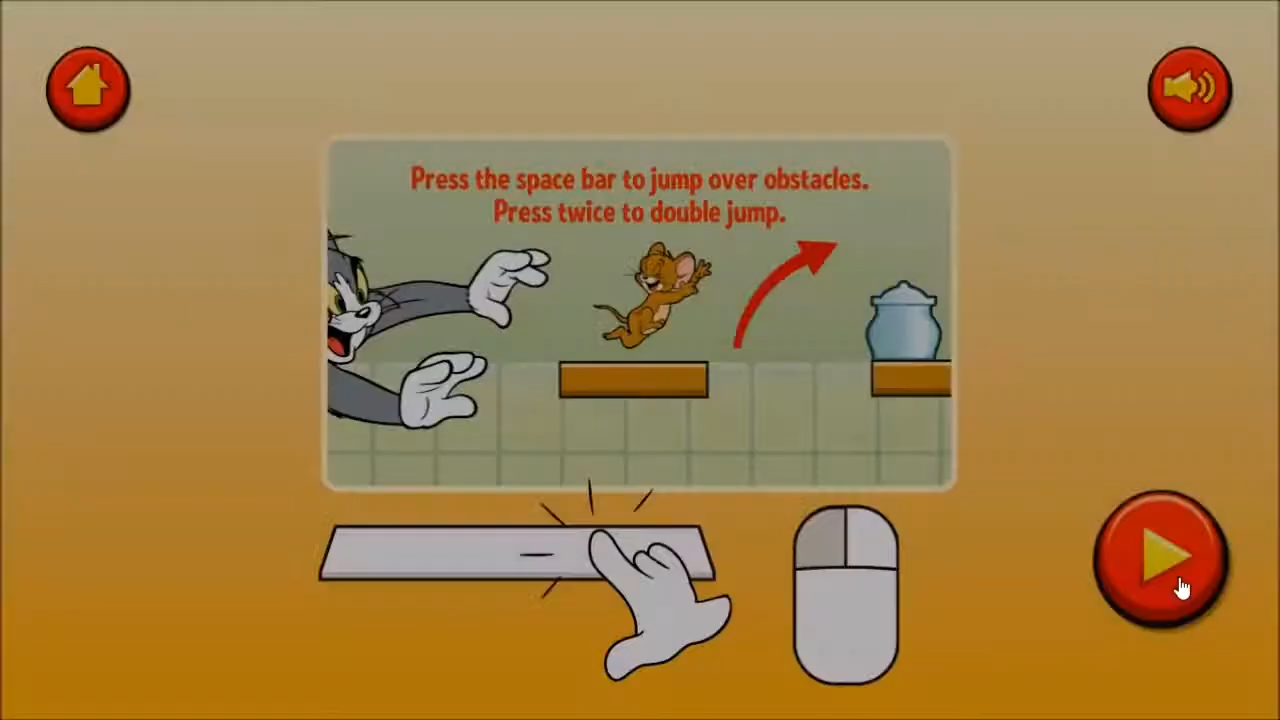 Press the space bar to jump over obstacles.
Press twice to double jump.